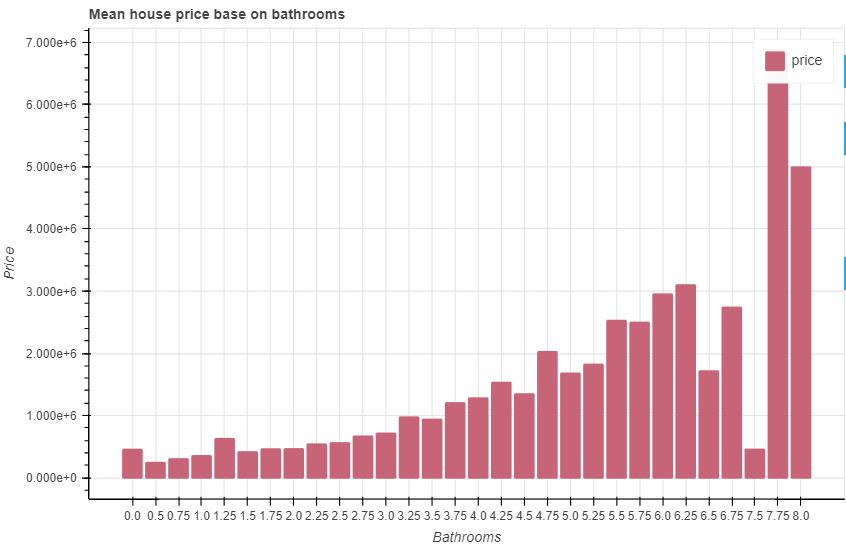 Mean house price base on bathrooms
price
7.000e+6
6.000e+6
5.000e+6
4.000e+6
3.000e+6
2.000e+6
1.000e+6
0.000e+0
Price
0.0 0.5 0.75 1.0 1.25 1.5 1.75 2.0 2.25 2.5 2.75 3.0 3.25 3.5 3.75 4.0 4.25 4.5 4.75 5.0 5.25 5.5 5.75 6.0 6.25 6.5 6.75 7.5 7.75 8.0
Bathrooms